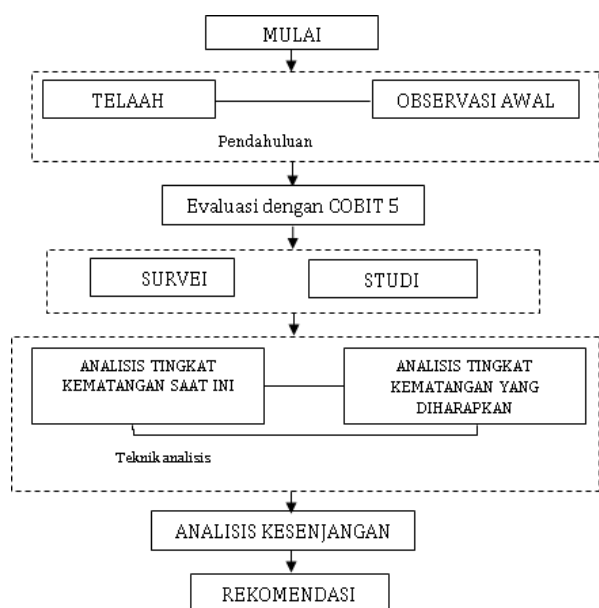 MULAI
TELAAH
OBSERVASI AWAL
Pendahuluan
Evaluasi dengan COBIT 5
SURVEI
STUDI
ANALISIS TINGKAT
KEMATANGAN SAAT INI
ANALISIS TINGKAT
KEMATANGAN YANG
DIHARAPKAN
Teknik analisis
ANALISIS KESENJANGAN
REKOMENDASI